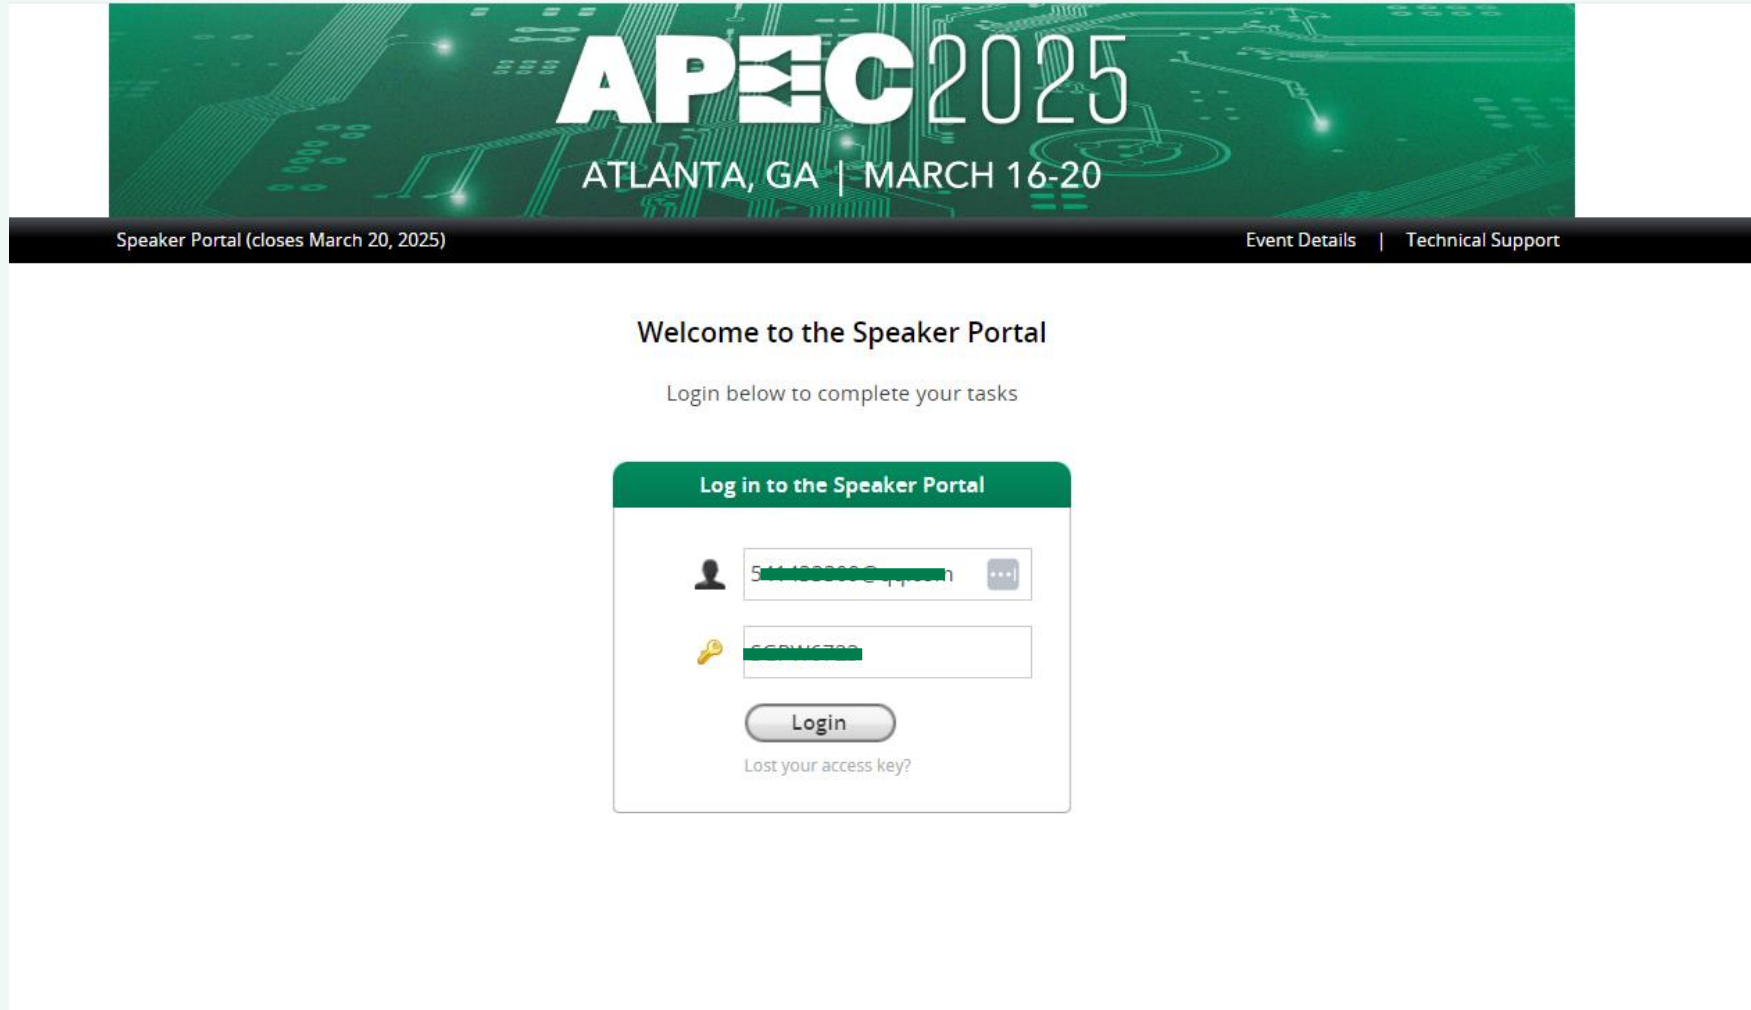 APEC 2025
ATLANTA, GA | MARCH 16-20
Speaker Portal (closes March 20, 2025)
Event Details | Technical Support
Welcome to the Speaker Portal
Login below to complete your tasks
Log in to the Speaker Portal
Login
Lost your access key?